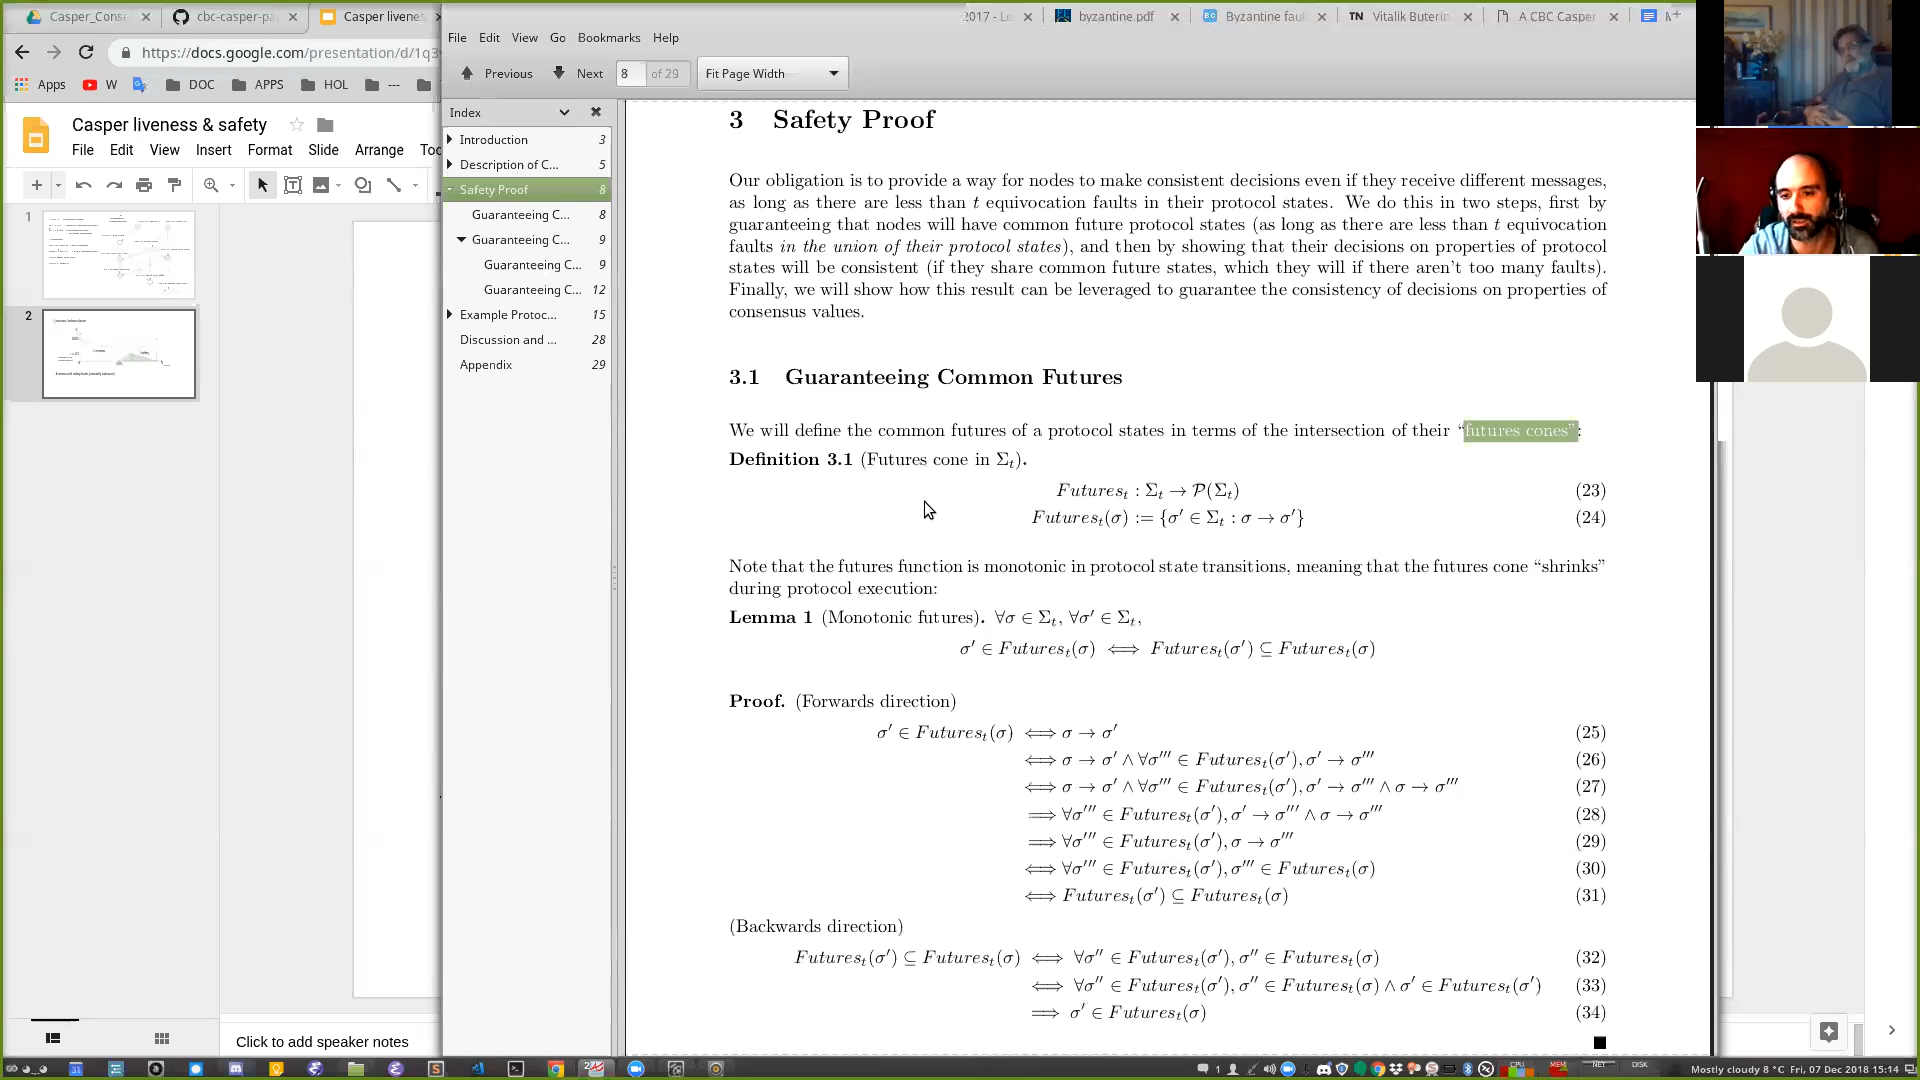 Casper_Cons
cbc-casper-pa
Casper livenes
2017 - Le
byzantine.pdf
Byzantine faul
Vitalik Buterin
A CBC Casper
https://docs.google.com/presentation/d/1q3
Apps
W
DOC
APPS
HOL
---
Casper liveness & safety
File Edit View Insert Format Slide Arrange Too
1
2
Click to add speaker notes
File Edit View Go Bookmarks Help
Previous Next 8 of 29 Fit Page Width
Index
Introduction 3
Description of C... 5
Safety Proof 8
Guaranteeing C... 8
Guaranteeing C... 9
Guaranteeing C... 9
Guaranteeing C... 12
Example Protoc... 15
Discussion and ... 28
Appendix 29
3 Safety Proof
Our obligation is to provide a way for nodes to make consistent decisions even if they receive different messages,
as long as there are less than t equivocation faults in their protocol states. We do this in two steps, first by
guaranteeing that nodes will have common future protocol states (as long as there are less than t equivocation
faults in the union of their protocol states), and then by showing that their decisions on properties of protocol
states will be consistent (if they share common future states, which they will if there aren't too many faults).
Finally, we will show how this result can be leveraged to guarantee the consistency of decisions on properties of
consensus values.
3.1 Guaranteeing Common Futures
We will define the common futures of a protocol states in terms of the intersection of their “futures cones”:
Definition 3.1 (Futures cone in Σt).
Futurest : Σt → P(Σt) (23)
Futurest(σ) := {σ′ ∈ Σt : σ → σ′} (24)
Note that the futures function is monotonic in protocol state transitions, meaning that the futures cone “shrinks”
during protocol execution:
Lemma 1 (Monotonic futures). ∀σ ∈ Σt, ∀σ′ ∈ Σt,
σ′ ∈ Futurest(σ) ⟺ Futurest(σ′) ⊆ Futurest(σ)
Proof. (Forwards direction)
σ′ ∈ Futurest(σ) ⟺ σ → σ′ (25)
⟺ σ → σ′ ∧ ∀σ′′′ ∈ Futurest(σ′), σ′ → σ′′′ (26)
⟺ σ → σ′ ∧ ∀σ′′′ ∈ Futurest(σ′), σ′ → σ′′′ ∧ σ → σ′′′ (27)
⟹ ∀σ′′′ ∈ Futurest(σ′), σ′ → σ′′′ ∧ σ → σ′′′ (28)
⟹ ∀σ′′′ ∈ Futurest(σ′), σ → σ′′′ (29)
⟺ ∀σ′′′ ∈ Futurest(σ′), σ′′′ ∈ Futurest(σ) (30)
⟺ Futurest(σ′) ⊆ Futurest(σ) (31)
(Backwards direction)
Futurest(σ′) ⊆ Futurest(σ) ⟺ ∀σ′′ ∈ Futurest(σ′), σ′′ ∈ Futurest(σ) (32)
⟺ ∀σ′′ ∈ Futurest(σ′), σ′′ ∈ Futurest(σ) ∧ σ′ ∈ Futurest(σ′) (33)
⟹ σ′ ∈ Futurest(σ) (34)
■
1 CPU MEM NET DISK Mostly cloudy 8 °C Fri, 07 Dec 2018 15:14